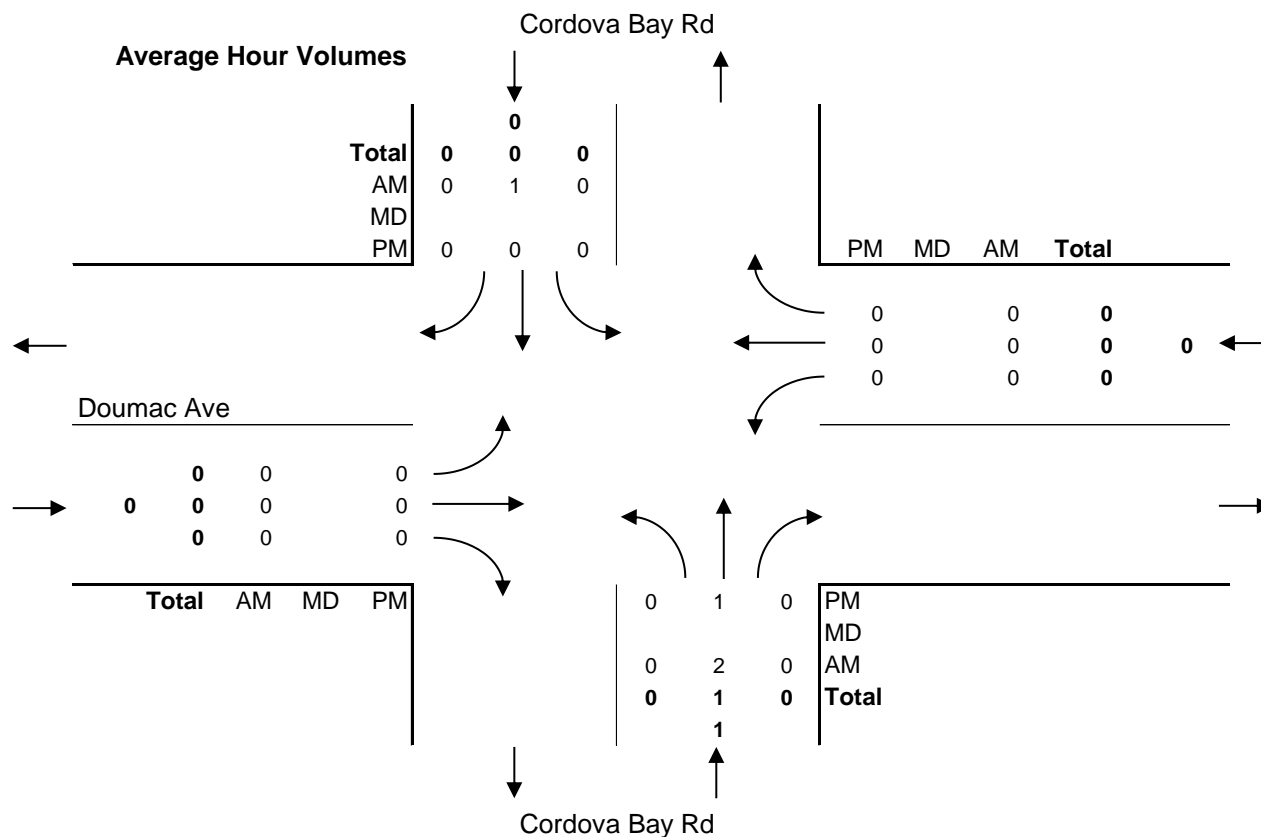 Cordova Bay Rd
Average Hour Volumes
0
Total 0 0 0
AM 0 1 0
MD
PM 0 0 0
PM MD AM Total
0 0 0
0 0 0 0
0 0 0
Doumac Ave
0 0 0
0 0 0 0
0 0 0
Total AM MD PM
0 1 0 PM
MD
0 2 0 AM
0 1 0 Total
1
Cordova Bay Rd